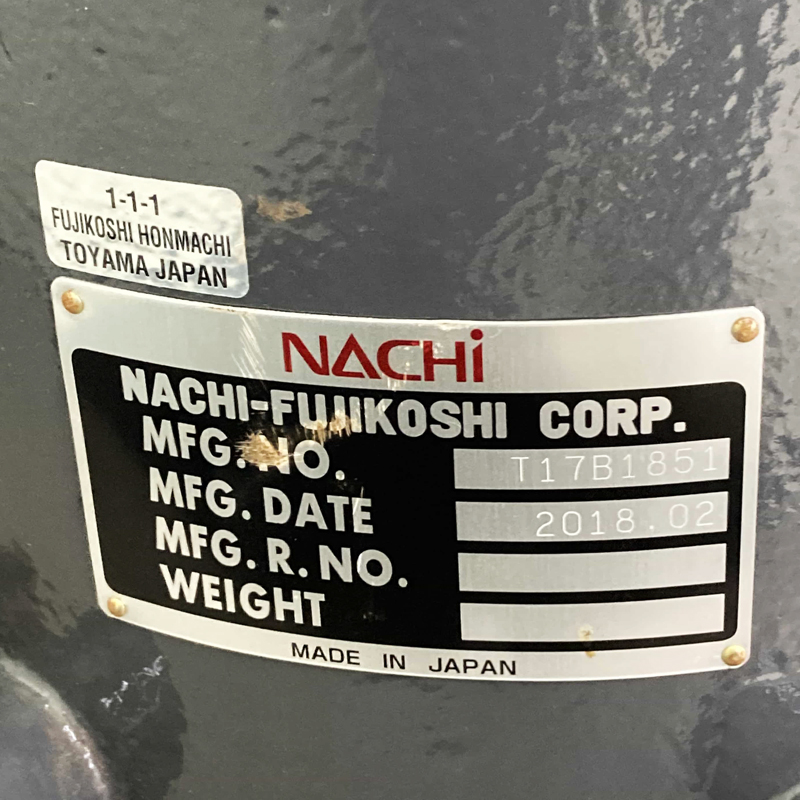 1-1-1
FUJIKOSHI HONMACHI
TOYAMA JAPAN
NACHi
NACHI-FUJIKOSHI CORP.
MFG. NO. T17B1851
MFG. DATE 2018.02
MFG. R. NO.
WEIGHT
MADE IN JAPAN